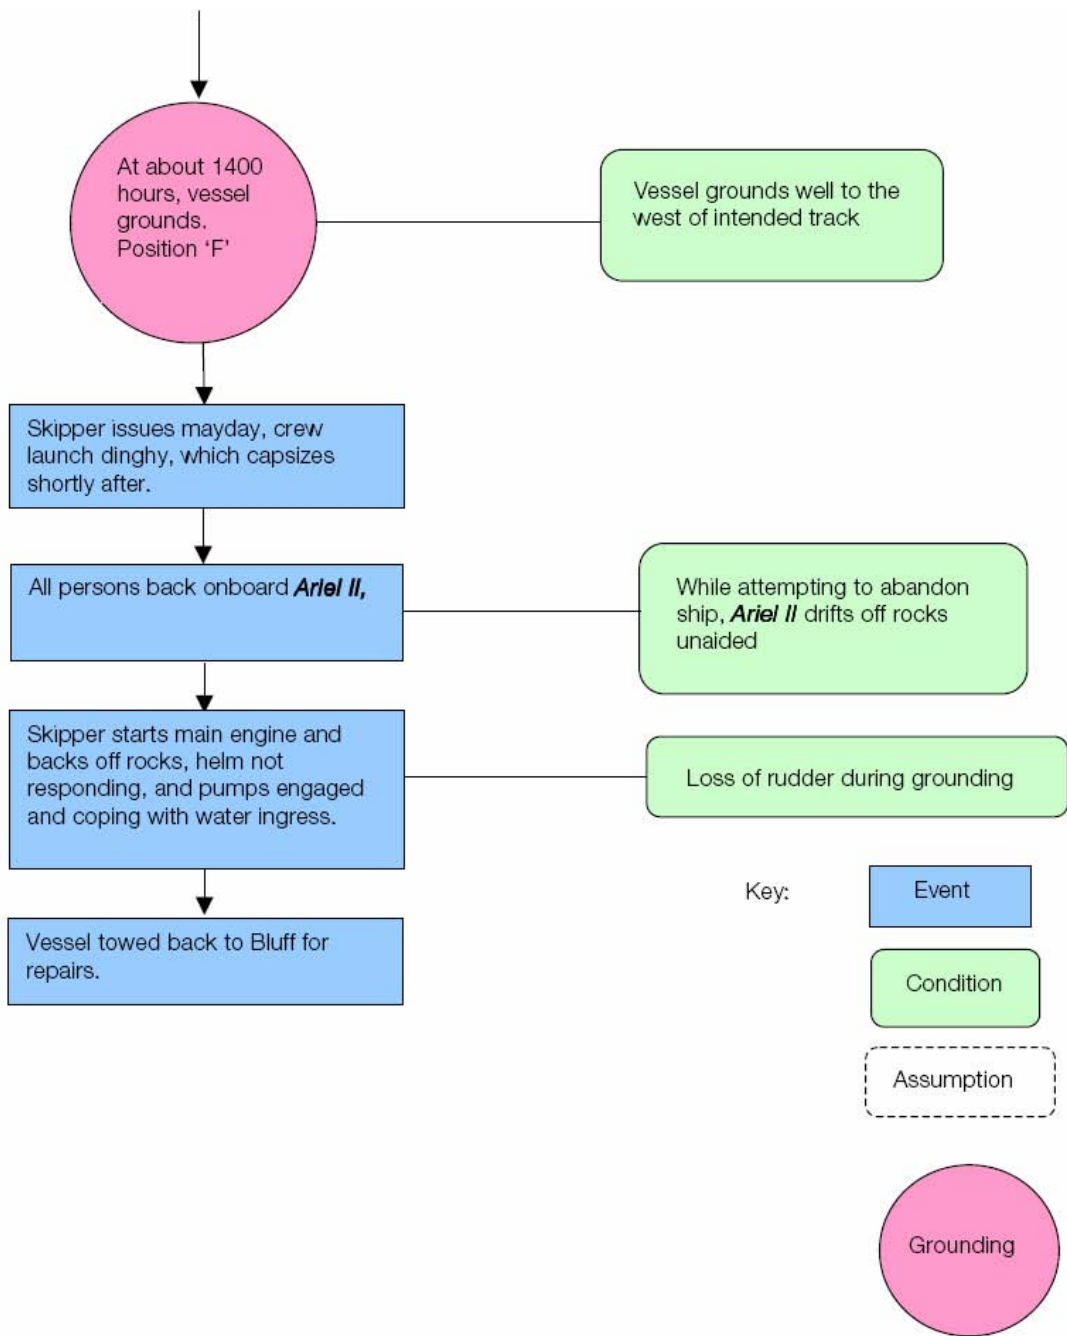 At about 1400
hours, vessel
grounds.
Position ‘F’
Vessel grounds well to the
west of intended track
Skipper issues mayday, crew
launch dinghy, which capsizes
shortly after.
All persons back onboard Ariel II,
While attempting to abandon
ship, Ariel II drifts off rocks
unaided
Skipper starts main engine and
backs off rocks, helm not
responding, and pumps engaged
and coping with water ingress.
Loss of rudder during grounding
Vessel towed back to Bluff for
repairs.
Key:
Event
Condition
Assumption
Grounding